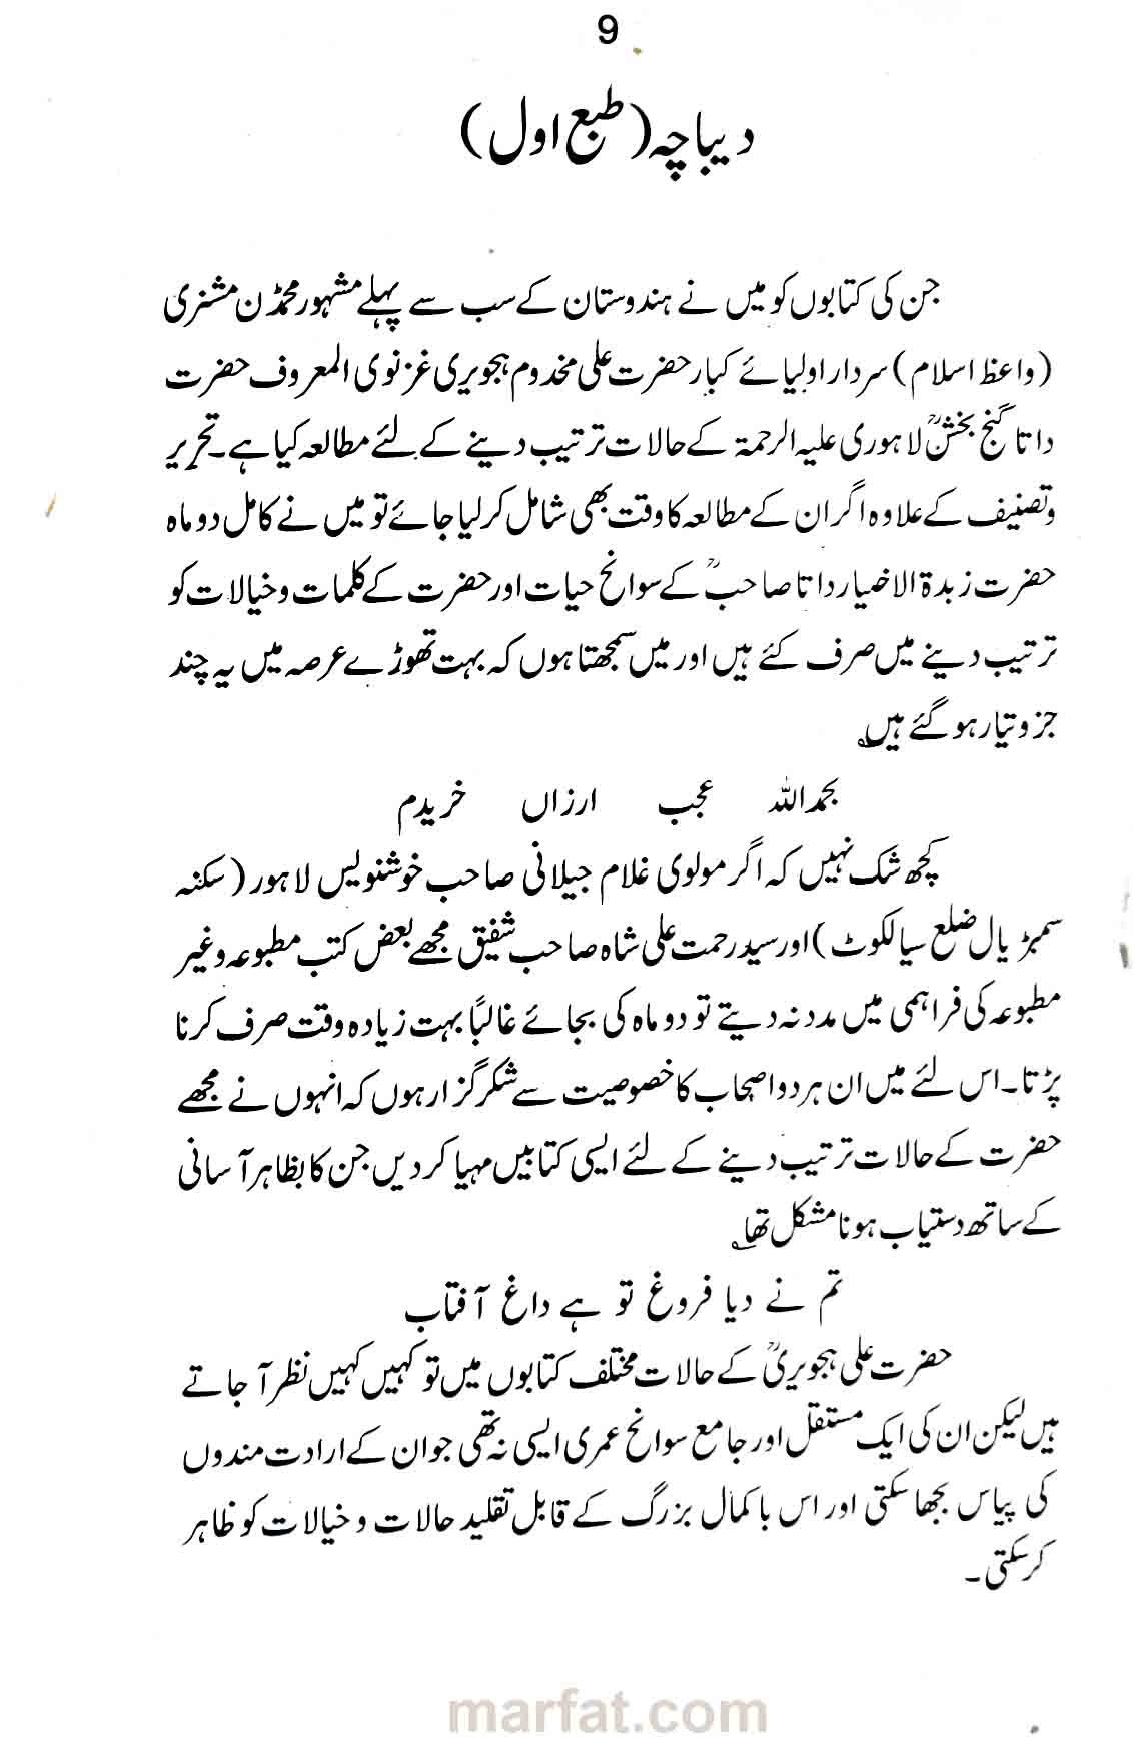 9
دیباچہ (طبع اول)
جن کی کتابوں کو میں نے ہندوستان کے سب سے پہلے مشہور محمڈن مشنری
(واعظ اسلام) سردار اولیائے کبار حضرت علی مخدوم ہجویری غزنوی المعروف حضرت
داتا گنج بخشؒ لاہوری علیہ الرحمۃ کے حالات ترتیب دینے کے لئے مطالعہ کیا ہے۔ تحریر
و تصنیف کے علاوہ اگر ان کے مطالعہ کا وقت بھی شامل کر لیا جائے تو میں نے کامل دو ماہ
حضرت زبدۃ الاخیار داتا صاحبؒ کے سوانح حیات اور حضرت کے کلمات و خیالات کو
ترتیب دینے میں صرف کئے ہیں اور میں سمجھتا ہوں کہ بہت تھوڑے عرصہ میں یہ چند
جزو تیار ہو گئے ہیں
بحمداللہ عجب ارزاں خریدم
کچھ شک نہیں کہ اگر مولوی غلام جیلانی صاحب خوشنویس لاہور (سکنہ
سمبڑیال ضلع سیالکوٹ) اور سید رحمت علی شاہ صاحب شفیق مجھے بعض کتب مطبوعہ و غیر
مطبوعہ کی فراہمی میں مدد نہ دیتے تو دو ماہ کی بجائے غالباً بہت زیادہ وقت صرف کرنا
پڑتا۔ اس لئے میں ان ہر دو اصحاب کا خصوصیت سے شکر گزار ہوں کہ انہوں نے مجھے
حضرت کے حالات ترتیب دینے کے لئے ایسی کتابیں مہیا کر دیں جن کا بظاہر آسانی
کے ساتھ دستیاب ہونا مشکل تھا
تم نے دیا فروغ تو ہے داغ آفتاب
حضرت علی ہجویریؒ کے حالات مختلف کتابوں میں تو کہیں کہیں نظر آ جاتے
ہیں لیکن ان کی ایک مستقل اور جامع سوانح عمری ایسی نہ تھی جو ان کے ارادت مندوں
کی پیاس بجھا سکتی اور اس باکمال بزرگ کے قابل تقلید حالات و خیالات کو ظاہر
کر سکتی۔
marfat.com